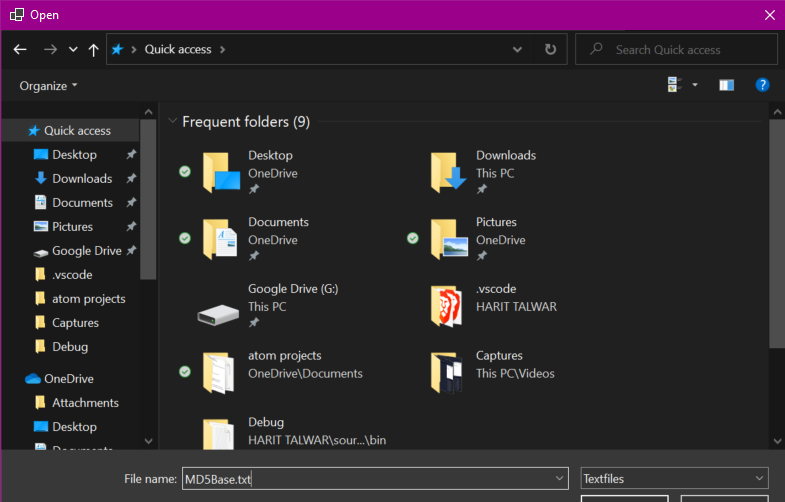 Open
Quick access
Search Quick access
Organize
Quick access
Desktop
Downloads
Documents
Pictures
Google Drive
.vscode
atom projects
Captures
Debug
OneDrive
Attachments
Desktop
Documents
Frequent folders (9)
Desktop
OneDrive
Downloads
This PC
Documents
OneDrive
Pictures
OneDrive
Google Drive (G:)
This PC
.vscode
HARIT TALWAR
atom projects
OneDrive\Documents
Captures
This PC\Videos
Debug
HARIT TALWAR\sour...\bin
File name: MD5Base.txt
Textfiles